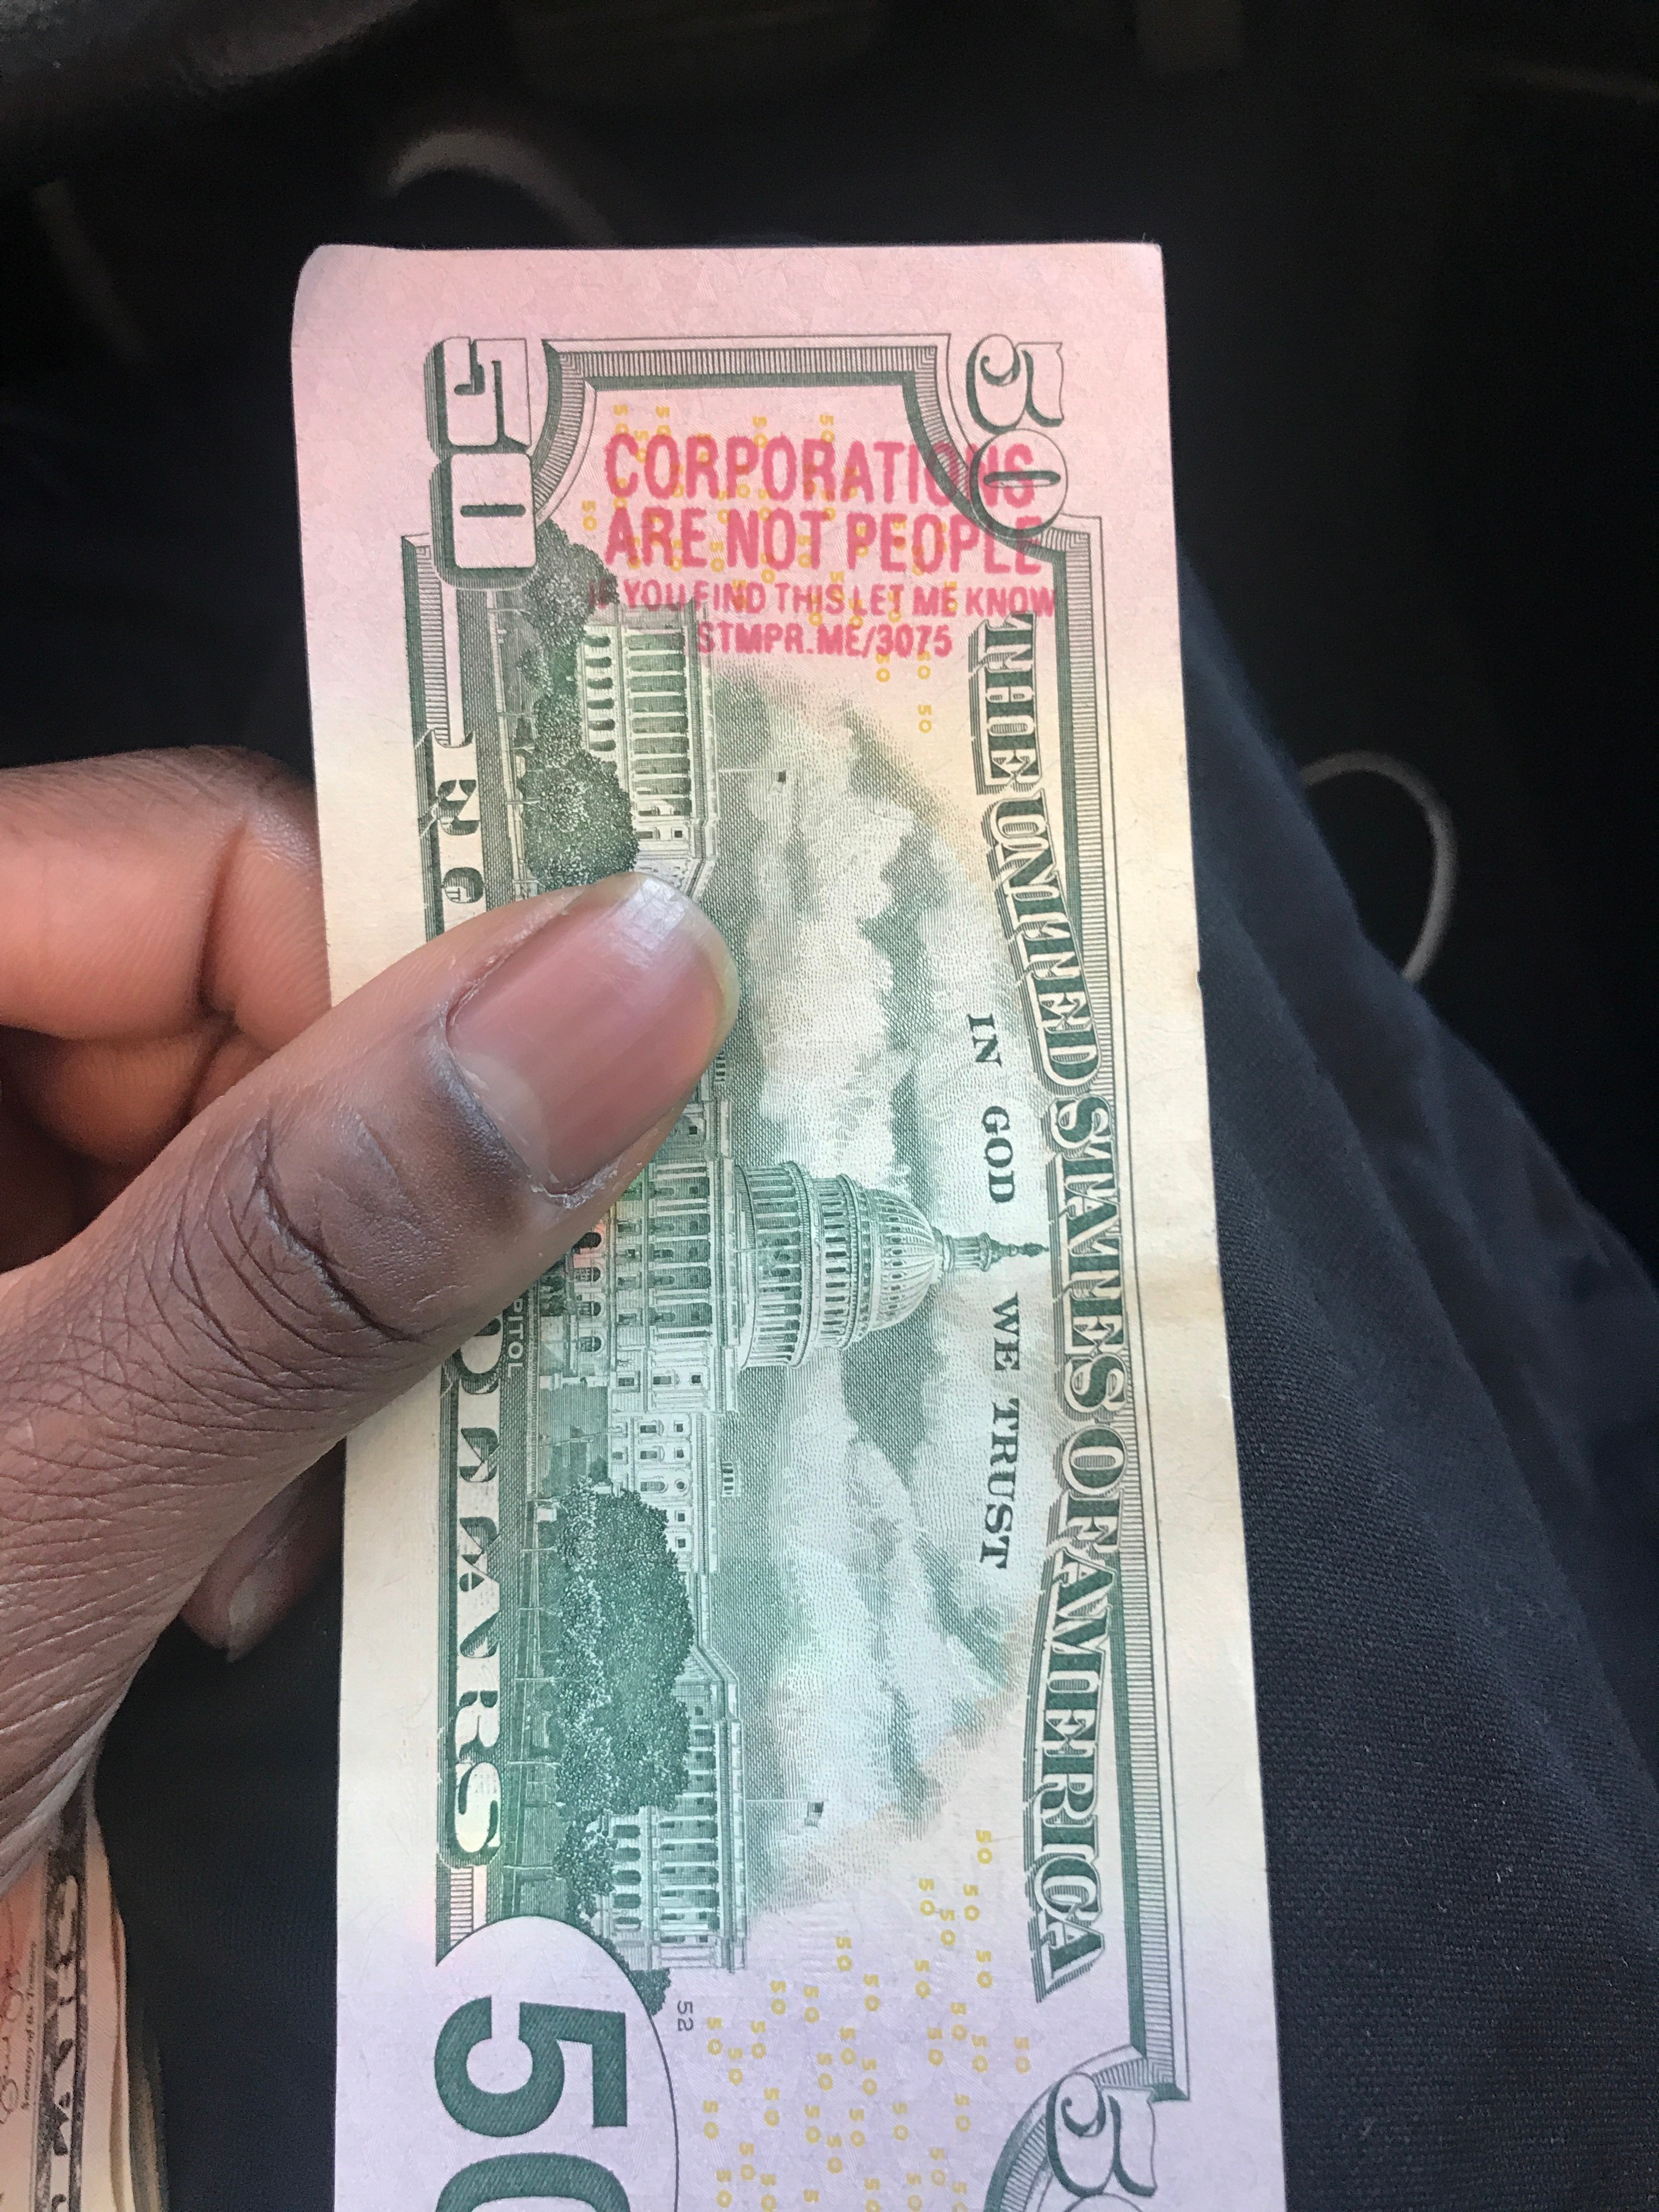 CORPORATIONS
ARE NOT PEOPLE
IF YOU FIND THIS LET ME KNOW
STMPR.ME/3075
50
50
THE UNITED STATES OF AMERICA
IN GOD WE TRUST
52
50